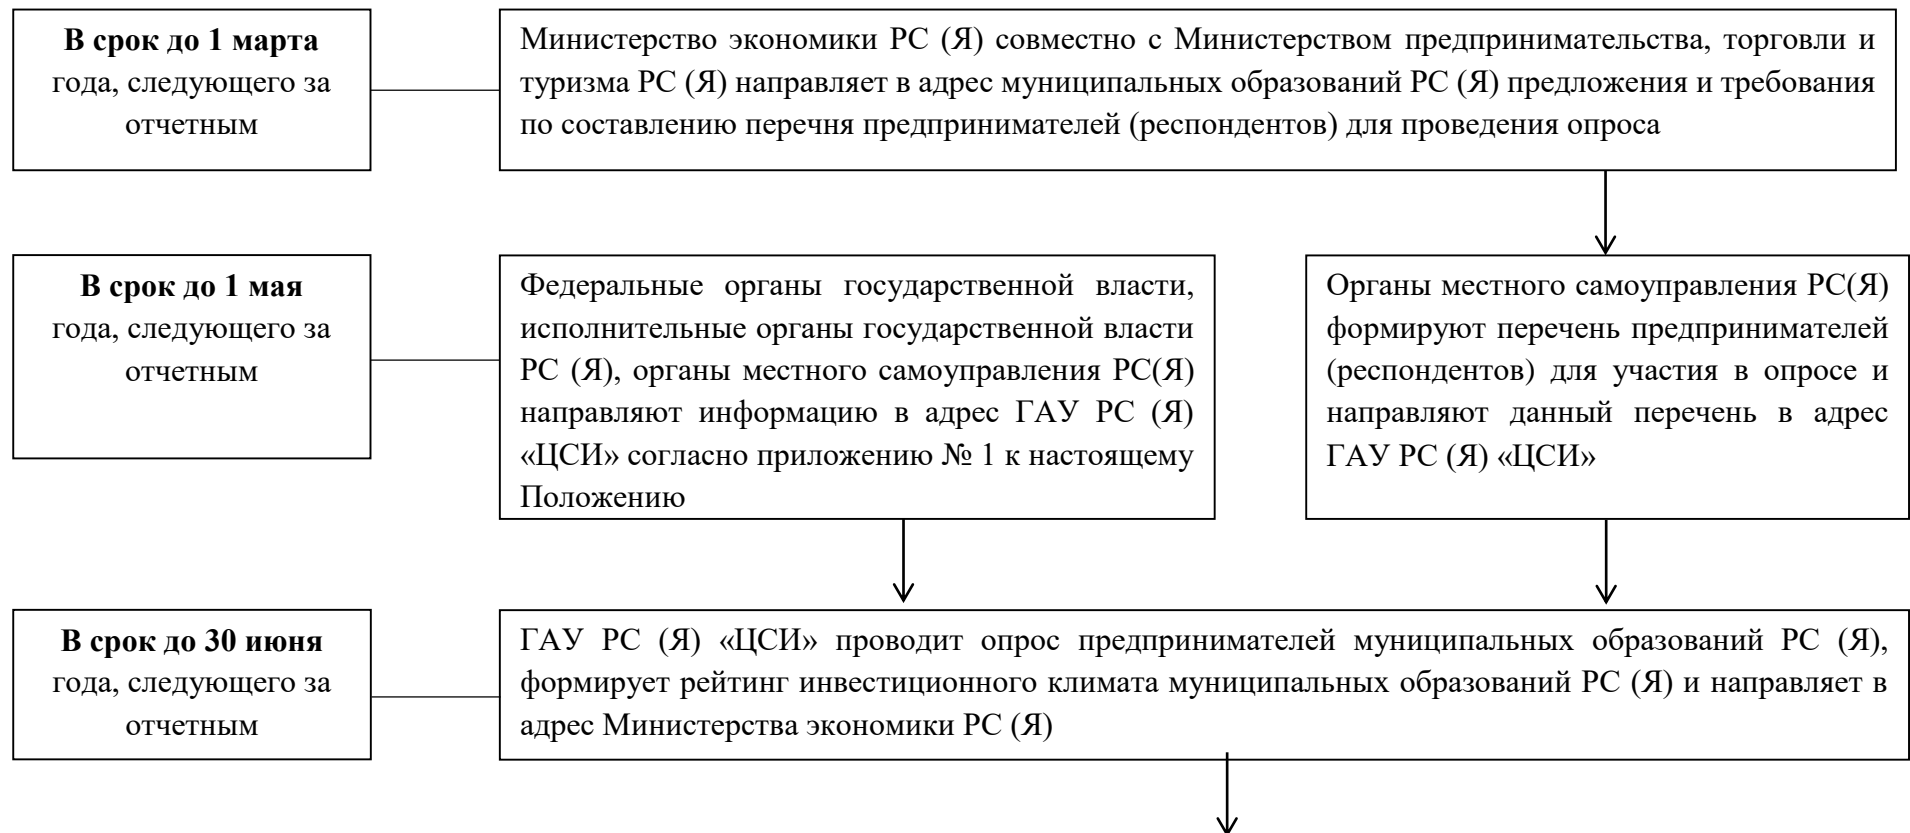 В срок до 1 марта
года, следующего за
отчетным
Министерство экономики РС (Я) совместно с Министерством предпринимательства, торговли и
туризма РС (Я) направляет в адрес муниципальных образований РС (Я) предложения и требования
по составлению перечня предпринимателей (респондентов) для проведения опроса
В срок до 1 мая
года, следующего за
отчетным
Федеральные органы государственной власти,
исполнительные органы государственной власти
РС (Я), органы местного самоуправления РС(Я)
направляют информацию в адрес ГАУ РС (Я)
«ЦСИ» согласно приложению № 1 к настоящему
Положению
Органы местного самоуправления РС(Я)
формируют перечень предпринимателей
(респондентов) для участия в опросе и
направляют данный перечень в адрес
ГАУ РС (Я) «ЦСИ»
В срок до 30 июня
года, следующего за
отчетным
ГАУ РС (Я) «ЦСИ» проводит опрос предпринимателей муниципальных образований РС (Я),
формирует рейтинг инвестиционного климата муниципальных образований РС (Я) и направляет в
адрес Министерства экономики РС (Я)